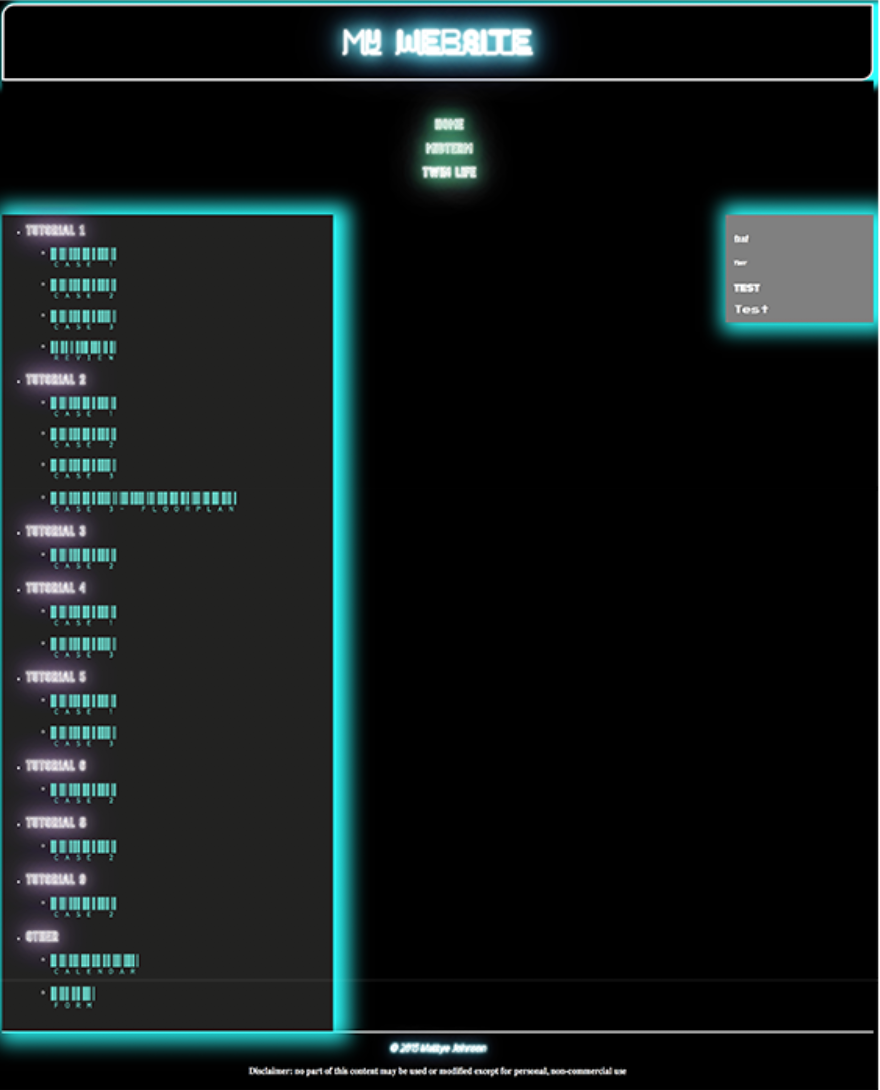 MY WEBSITE
HOME
MIDTERM
TWIN LIFE
TUTORIAL 1
CASE 1
CASE 2
CASE 3
REVIEW
TUTORIAL 2
CASE 1
CASE 2
CASE 3
CASE 3- FLOORPLAN
TUTORIAL 3
CASE 2
TUTORIAL 4
CASE 1
CASE 3
TUTORIAL 5
CASE 1
CASE 3
TUTORIAL 6
CASE 2
TUTORIAL 8
CASE 2
TUTORIAL 9
CASE 2
OTHER
CALENDAR
FORM
TEST
Test
© 2015 Mattye Johnson
Disclaimer: no part of this content may be used or modified except for personal, non-commercial use